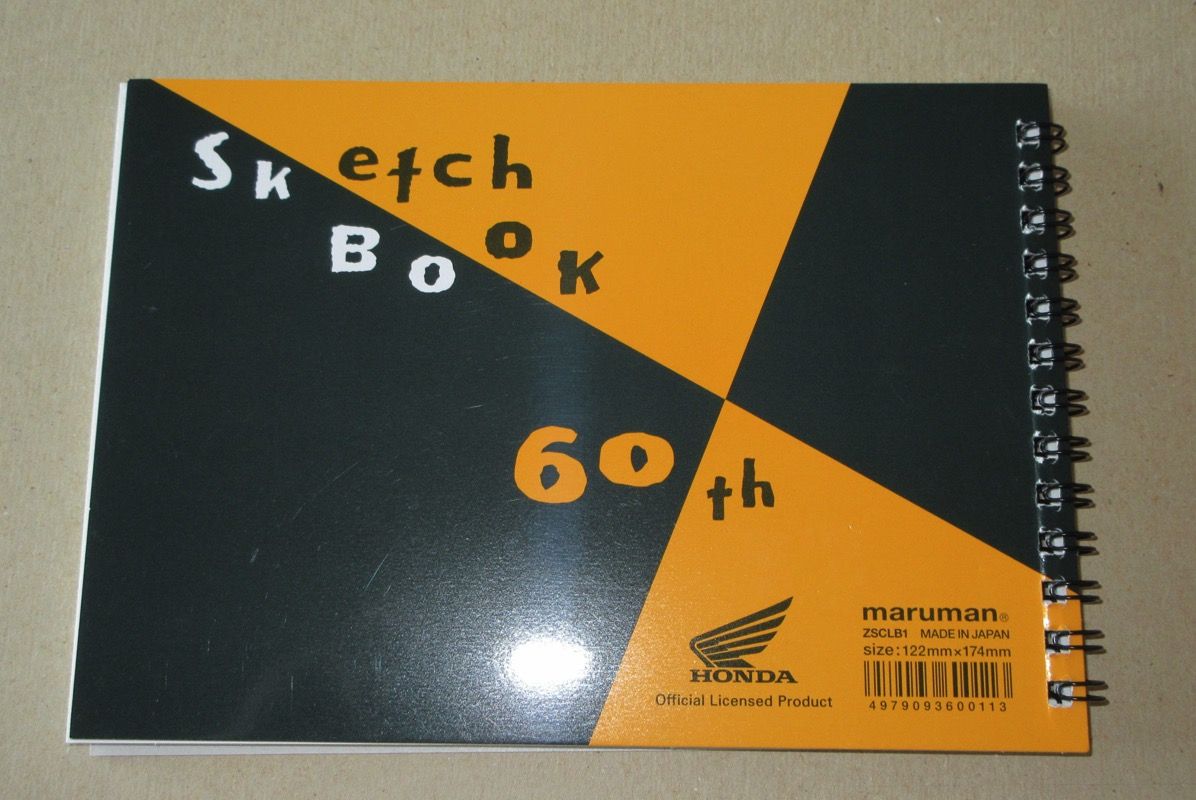 Sketch
BOOK
60th
HONDA
Official Licensed Product
maruman®
ZSCLB1 MADE IN JAPAN
size:122mm×174mm
4979093600113